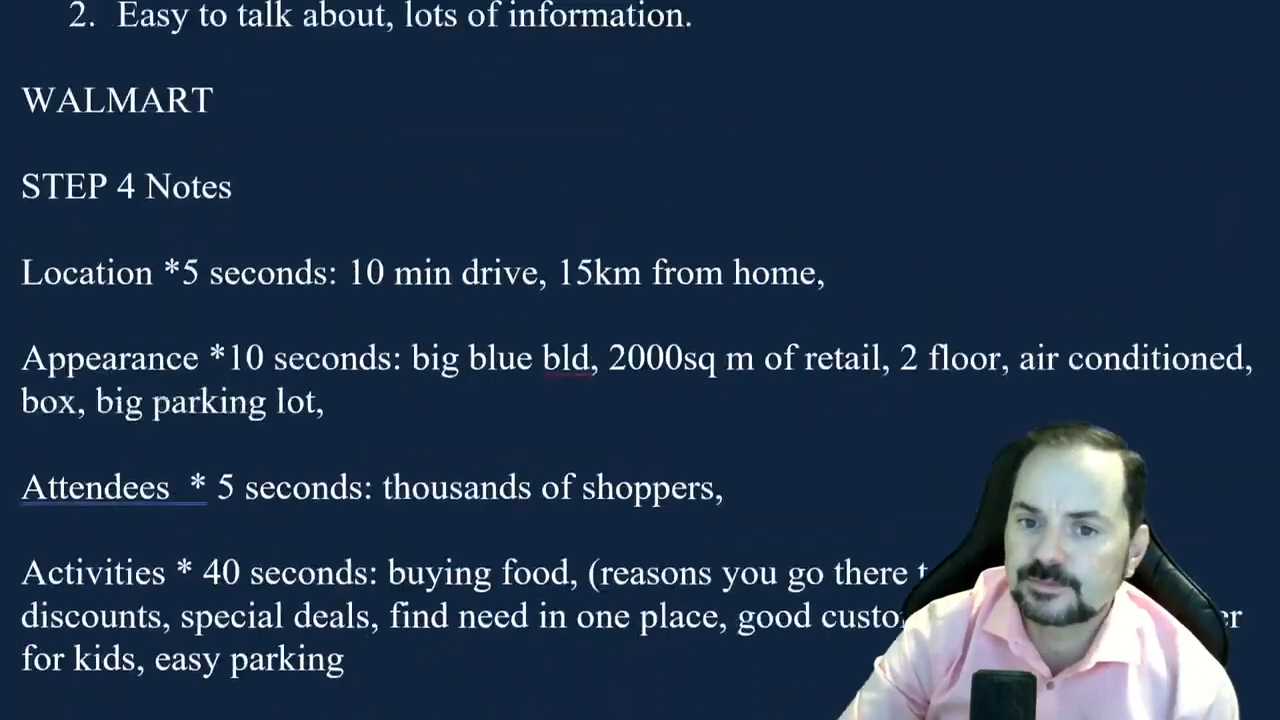 2. Easy to talk about, lots of information.
WALMART
STEP 4 Notes
Location *5 seconds: 10 min drive, 15km from home,
Appearance *10 seconds: big blue bld, 2000sq m of retail, 2 floor, air conditioned,
box, big parking lot,
Attendees * 5 seconds: thousands of shoppers,
Activities * 40 seconds: buying food, (reasons you go there
discounts, special deals, find need in one place, good
for kids, easy parking